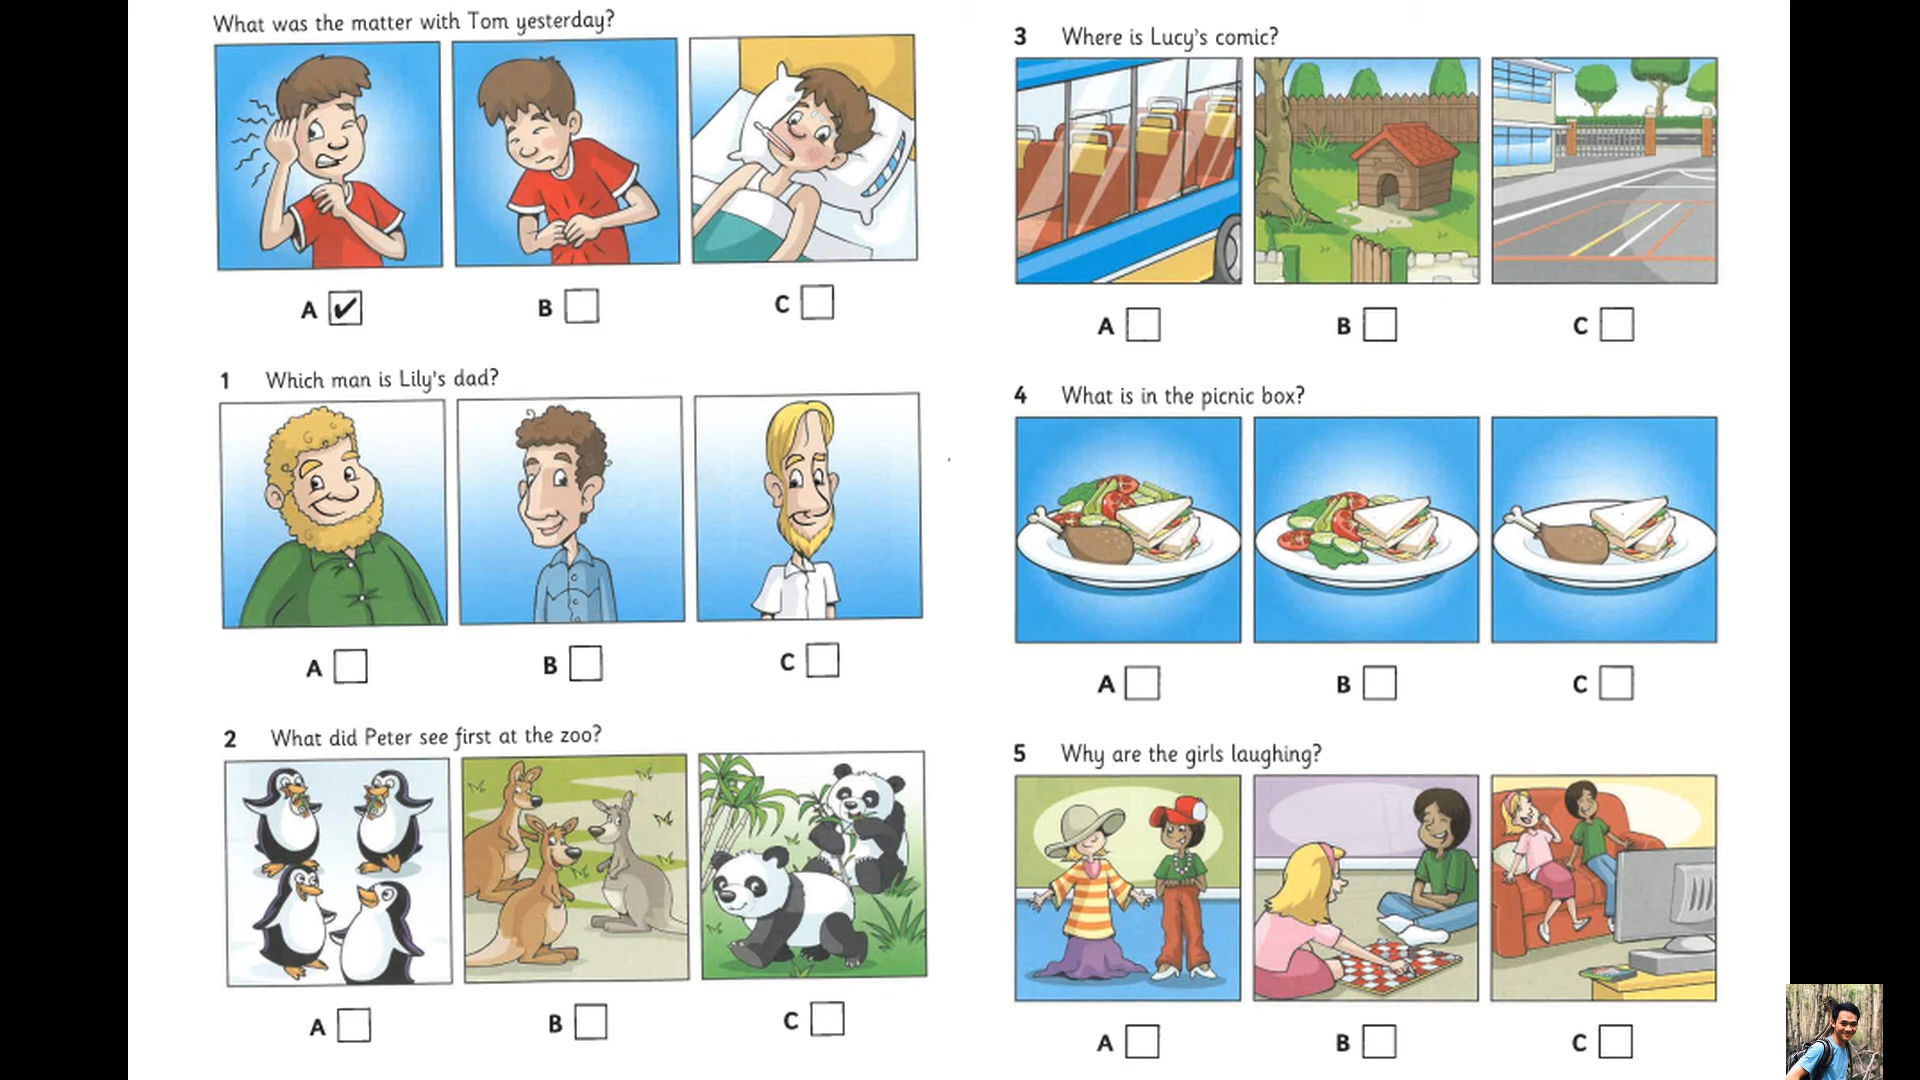 What was the matter with Tom yesterday?
A ✔ B C
1 Which man is Lily's dad?
A B C
2 What did Peter see first at the zoo?
A B C
3 Where is Lucy's comic?
A B C
4 What is in the picnic box?
A B C
5 Why are the girls laughing?
A B C